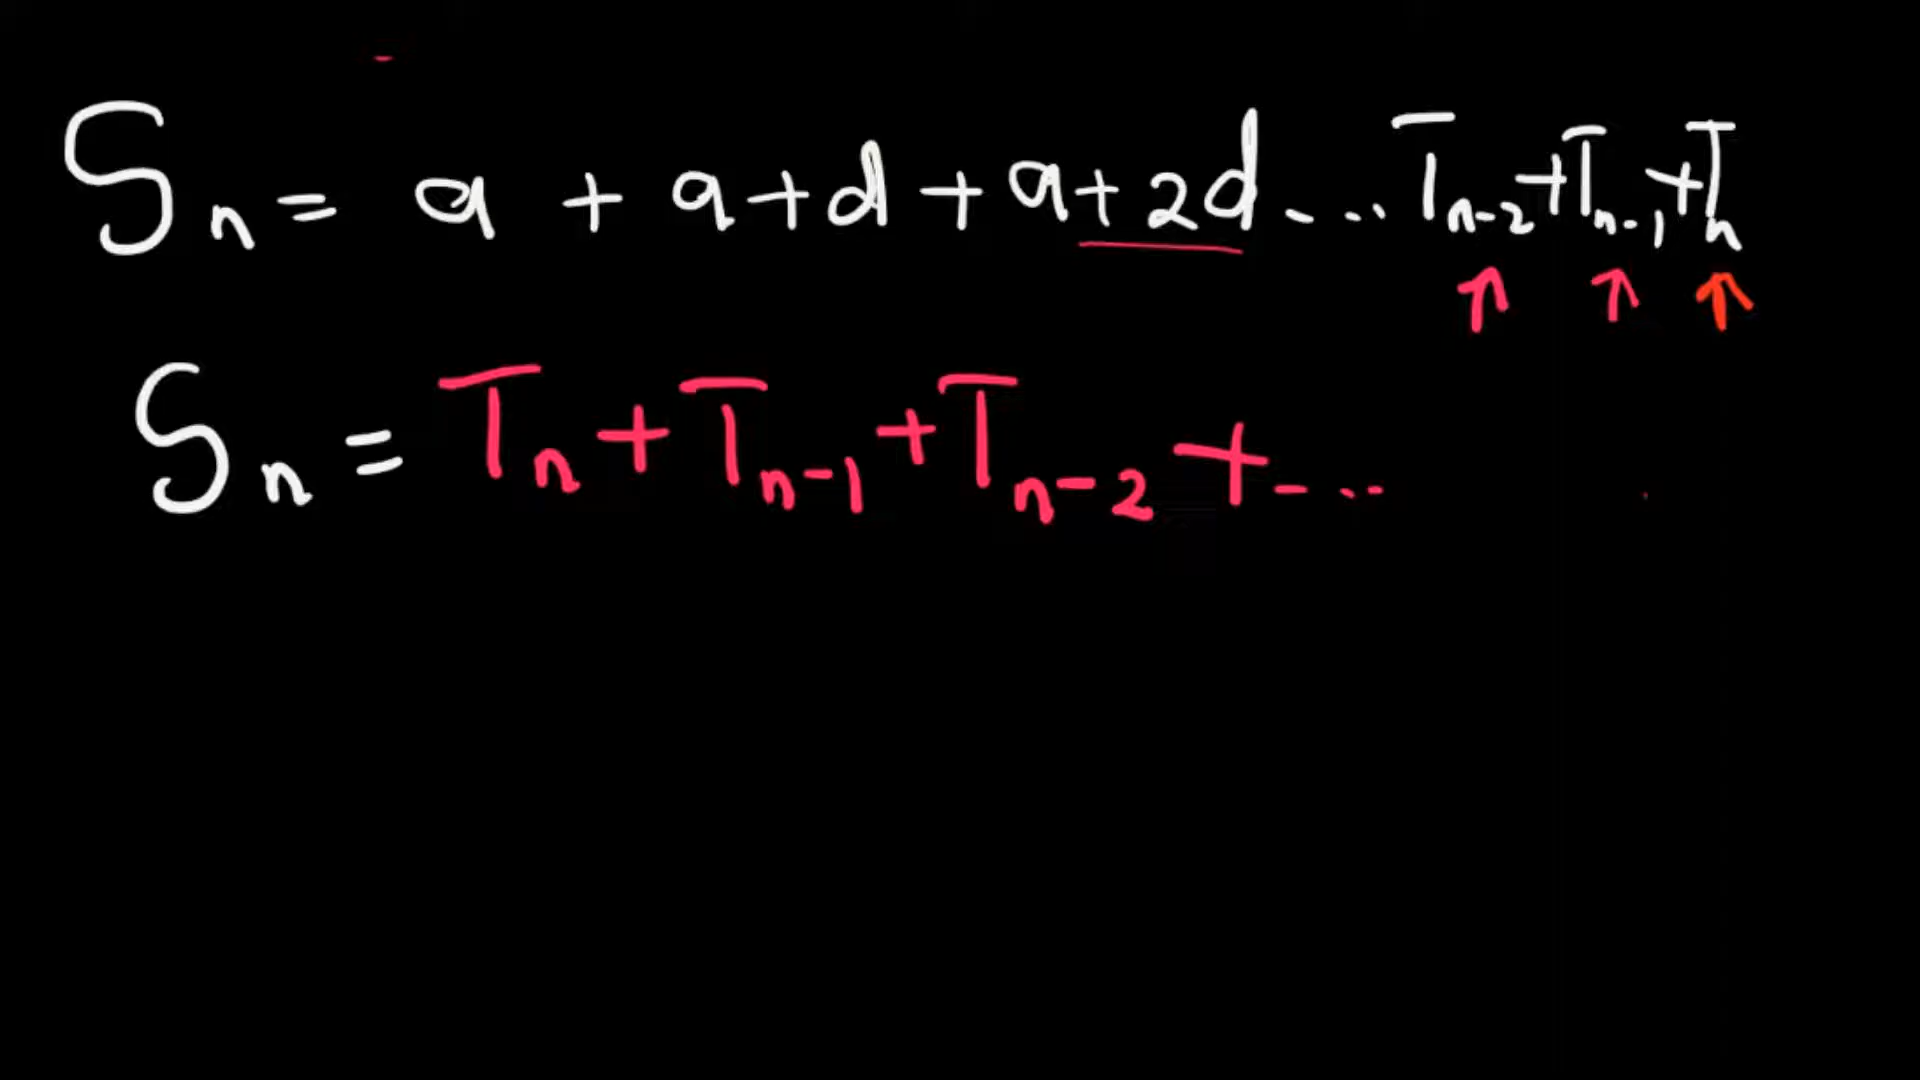 Sₙ = a + a + d + a + 2d - ... Tₙ₋₂ + Tₙ₋₁ + Tₙ
Sₙ = Tₙ + Tₙ₋₁ + Tₙ₋₂ + - ...